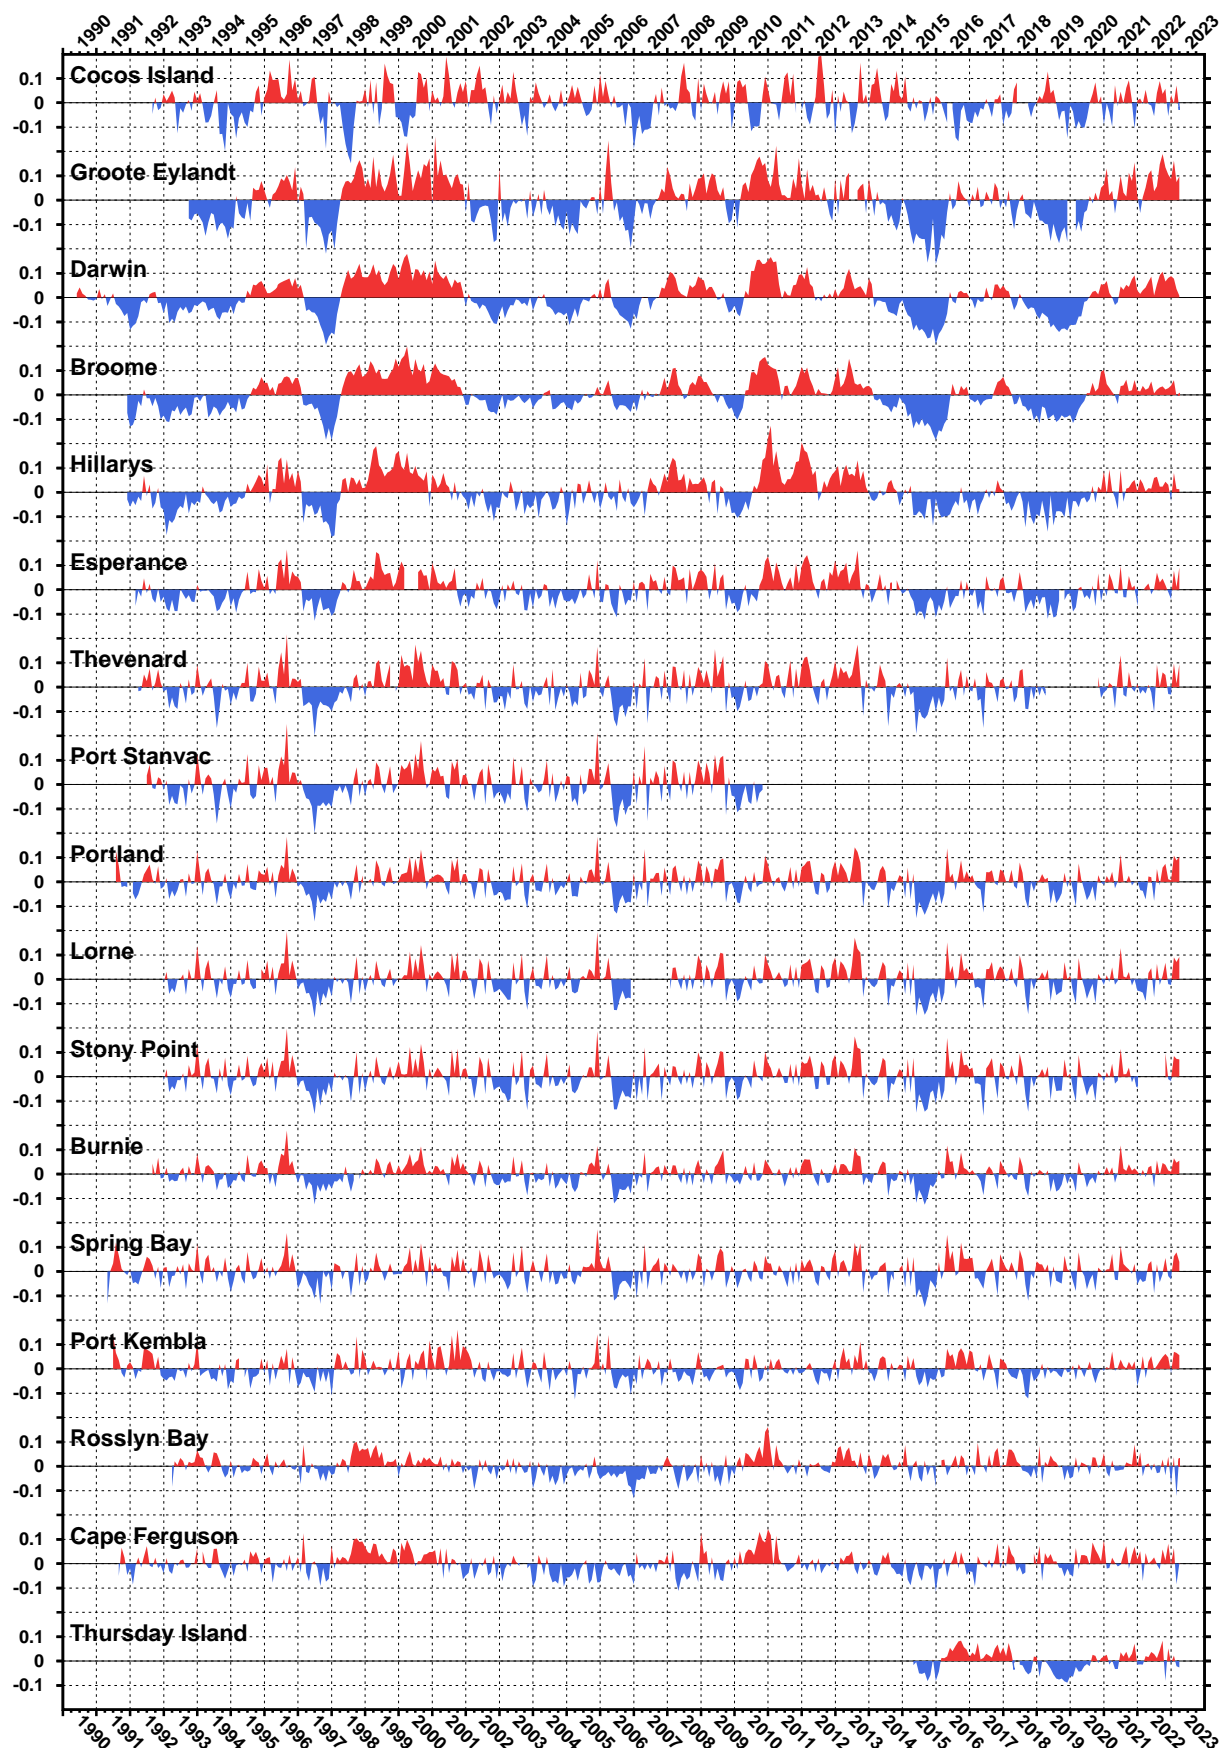 1990 1991 1992 1993 1994 1995 1996 1997 1998 1999 2000 2001 2002 2003 2004 2005 2006 2007 2008 2009 2010 2011 2012 2013 2014 2015 2016 2017 2018 2019 2020 2021 2022 2023
Cocos Island
0.1
0
-0.1
Groote Eylandt
0.1
0
-0.1
Darwin
0.1
0
-0.1
Broome
0.1
0
-0.1
Hillarys
0.1
0
-0.1
Esperance
0.1
0
-0.1
Thevenard
0.1
0
-0.1
Port Stanvac
0.1
0
-0.1
Portland
0.1
0
-0.1
Lorne
0.1
0
-0.1
Stony Point
0.1
0
-0.1
Burnie
0.1
0
-0.1
Spring Bay
0.1
0
-0.1
Port Kembla
0.1
0
-0.1
Rosslyn Bay
0.1
0
-0.1
Cape Ferguson
0.1
0
-0.1
Thursday Island
0.1
0
-0.1
1990 1991 1992 1993 1994 1995 1996 1997 1998 1999 2000 2001 2002 2003 2004 2005 2006 2007 2008 2009 2010 2011 2012 2013 2014 2015 2016 2017 2018 2019 2020 2021 2022 2023